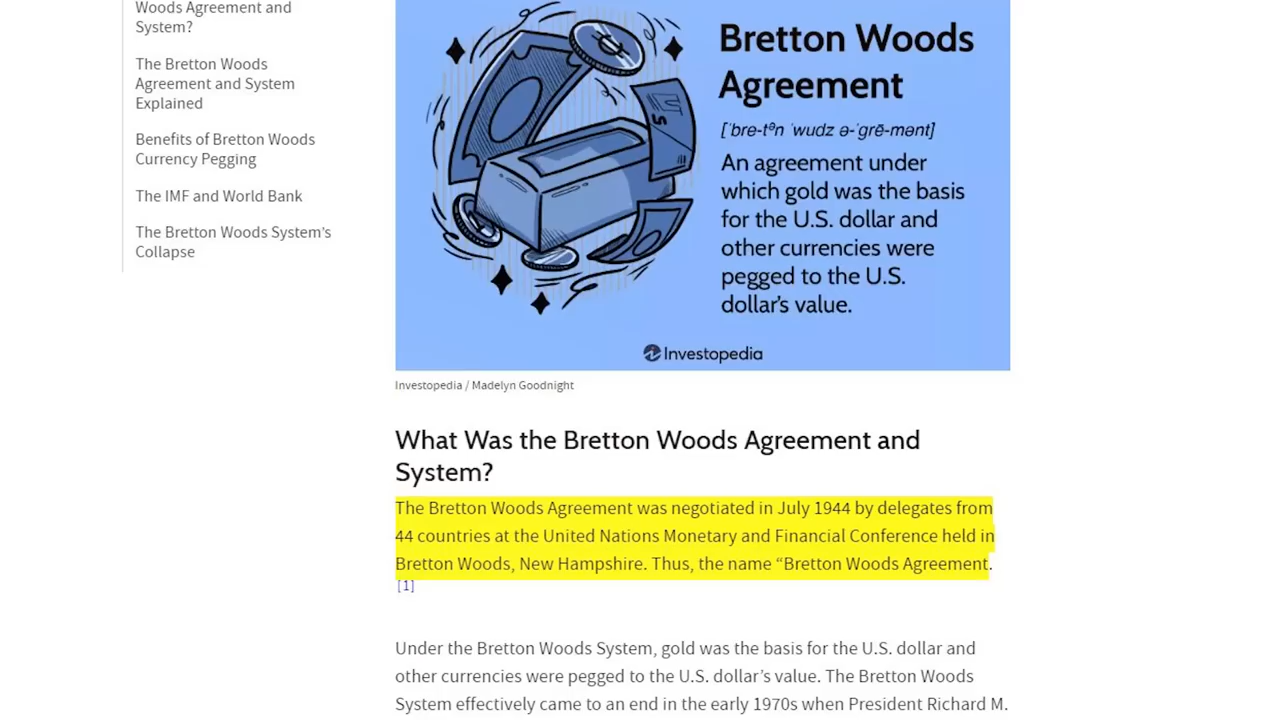 Woods Agreement and
System?
The Bretton Woods
Agreement and System
Explained
Benefits of Bretton Woods
Currency Pegging
The IMF and World Bank
The Bretton Woods System’s
Collapse
Bretton Woods
Agreement
[ˈbre-tᵊn ˈwudz ə-ˈgrē-mənt]
An agreement under
which gold was the basis
for the U.S. dollar and
other currencies were
pegged to the U.S.
dollar’s value.
Investopedia
Investopedia / Madelyn Goodnight
What Was the Bretton Woods Agreement and
System?
The Bretton Woods Agreement was negotiated in July 1944 by delegates from
44 countries at the United Nations Monetary and Financial Conference held in
Bretton Woods, New Hampshire. Thus, the name “Bretton Woods Agreement.
[1]
Under the Bretton Woods System, gold was the basis for the U.S. dollar and
other currencies were pegged to the U.S. dollar’s value. The Bretton Woods
System effectively came to an end in the early 1970s when President Richard M.